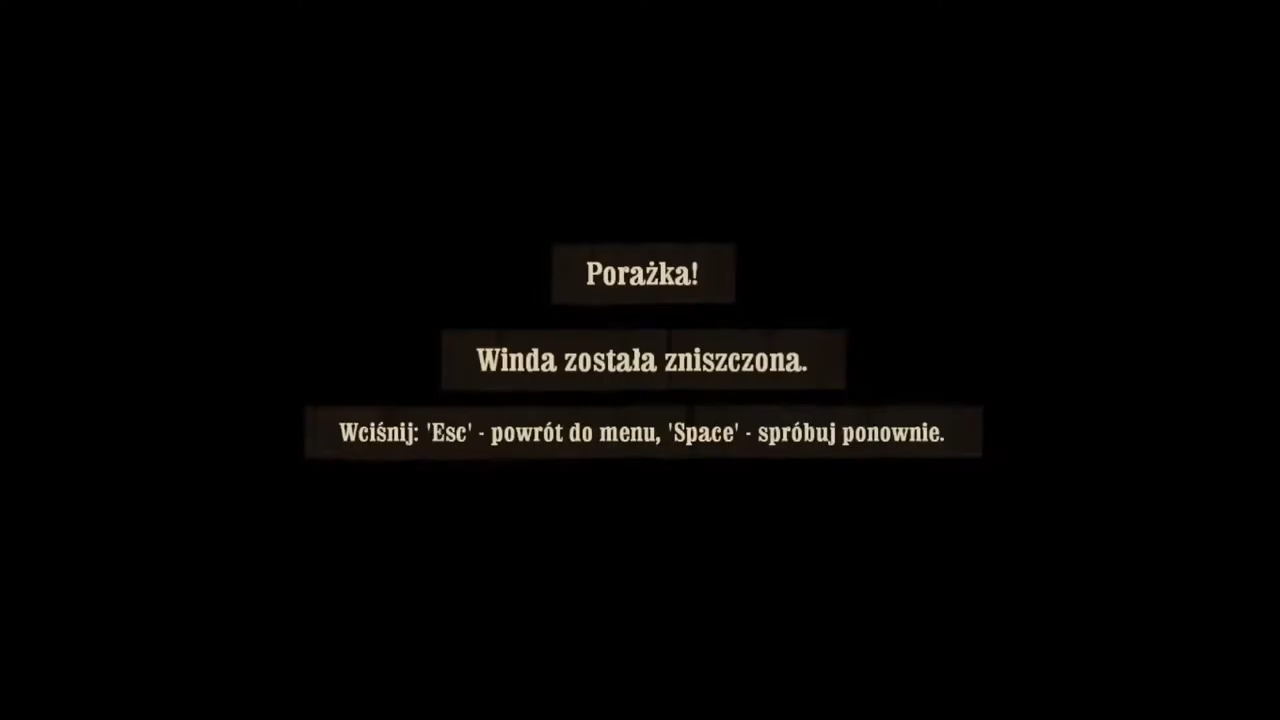 Porażka!
Winda została zniszczona.
Wciśnij: 'Esc' - powrót do menu, 'Space' - spróbuj ponownie.